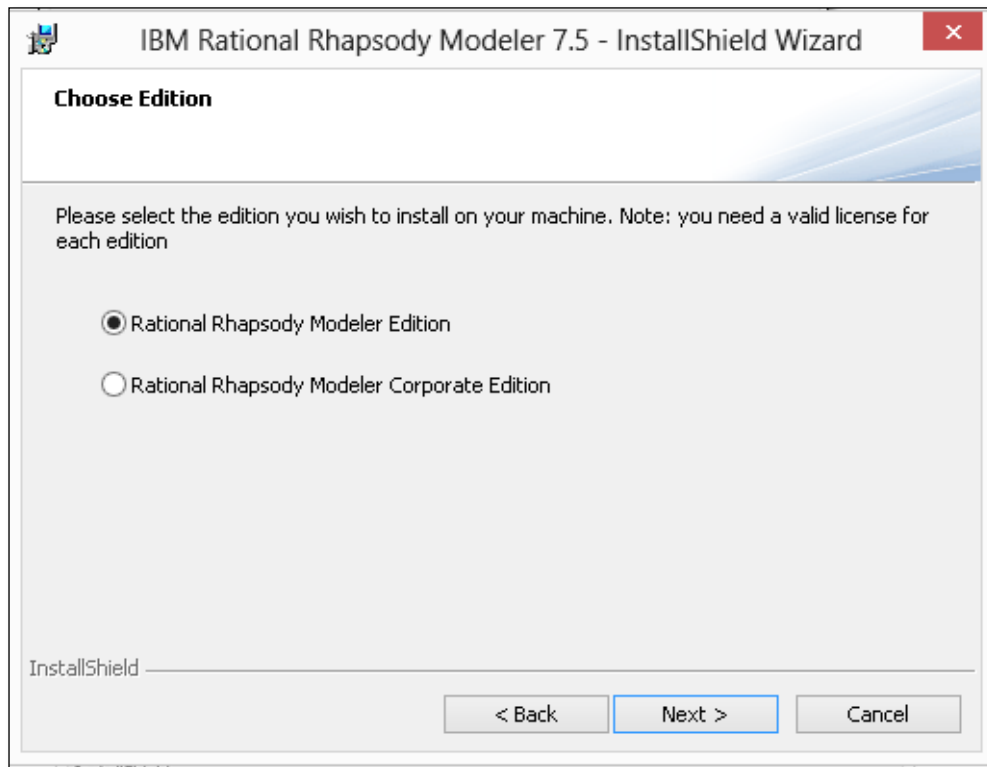 IBM Rational Rhapsody Modeler 7.5 - InstallShield Wizard
Choose Edition
Please select the edition you wish to install on your machine. Note: you need a valid license for
each edition
Rational Rhapsody Modeler Edition
Rational Rhapsody Modeler Corporate Edition
InstallShield
< Back Next > Cancel